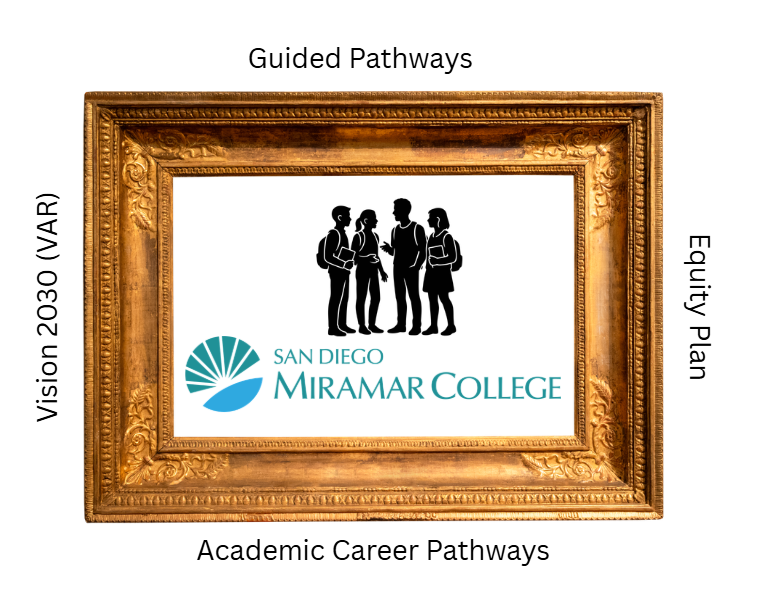 Guided Pathways
Vision 2030 (VAR)
SAN DIEGO
MIRAMAR COLLEGE
Equity Plan
Academic Career Pathways